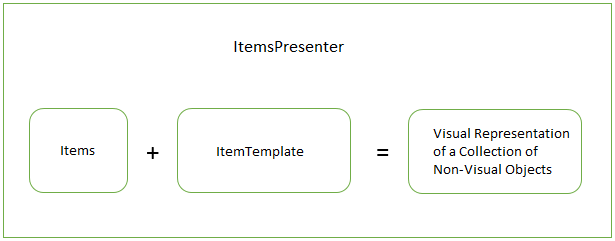 ItemsPresenter
Items
+
ItemTemplate
=
Visual Representation
of a Collection of
Non-Visual Objects